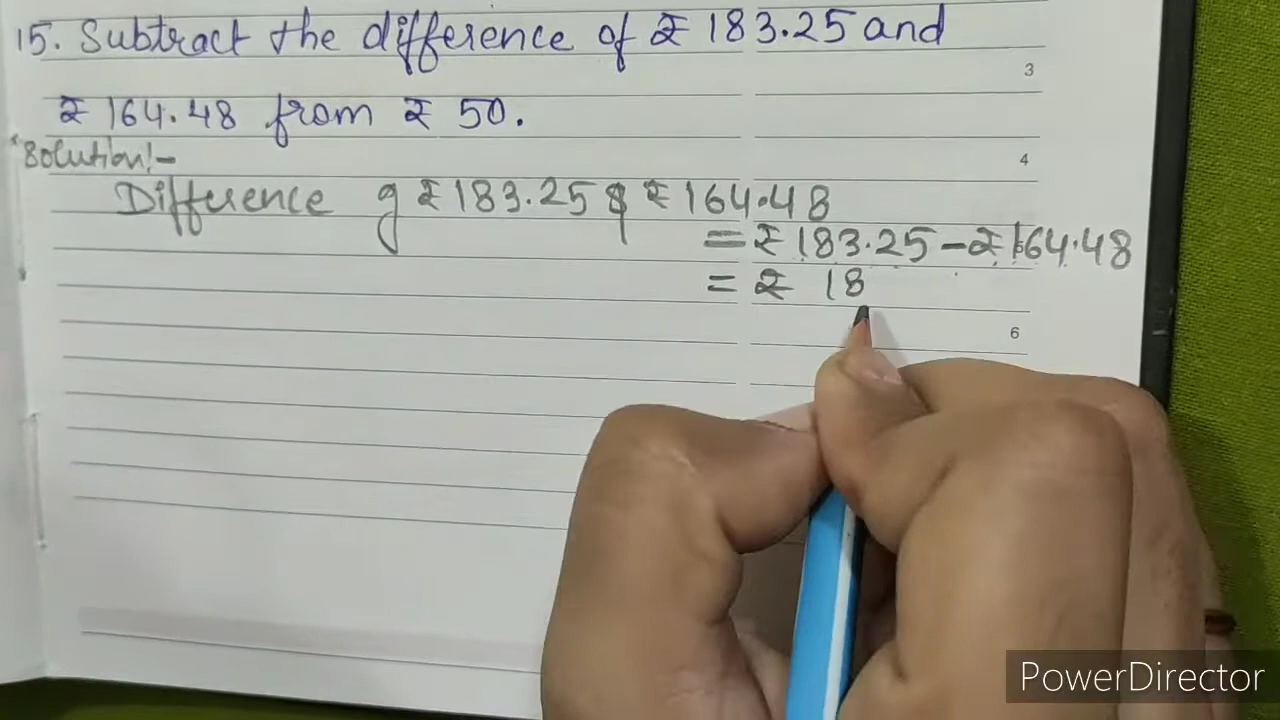 15. Subtract the difference of ₹ 183.25 and
3
₹ 164.48 from ₹ 50.
Solution:-
4
Difference of ₹ 183.25 & ₹ 164.48
= ₹ 183.25 - ₹ 164.48
= ₹ 18
6
PowerDirector